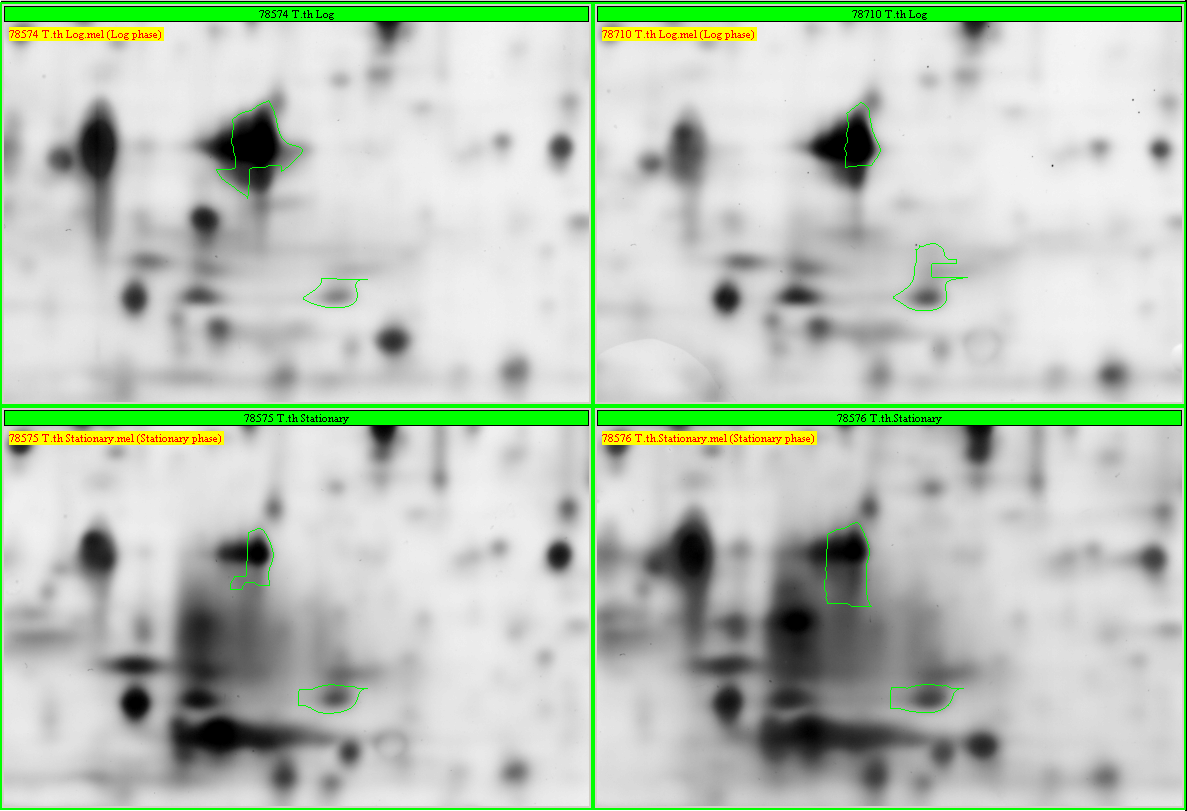 78574 T.th Log
78574 T.th Log.mel (Log phase)
78710 T.th Log
78710 T.th Log.mel (Log phase)
78575 T.th Stationary
78575 T.th Stationary.mel (Stationary phase)
78576 T.th.Stationary
78576 T.th.Stationary.mel (Stationary phase)